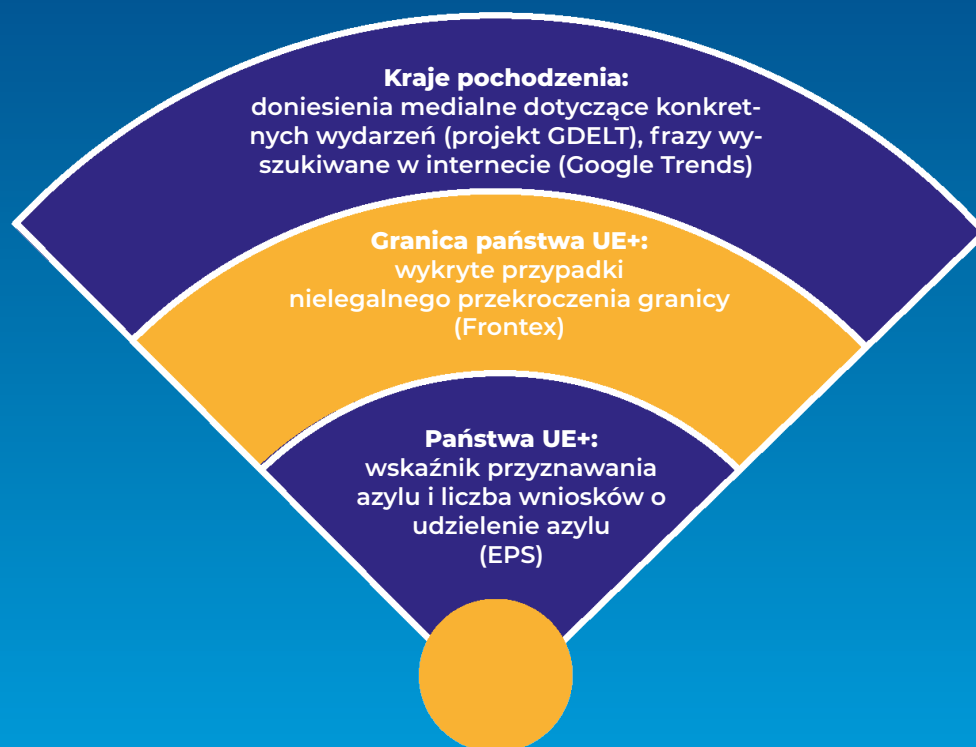 Kraje pochodzenia:
doniesienia medialne dotyczące konkret-
nych wydarzeń (projekt GDELT), frazy wy-
szukiwane w internecie (Google Trends)
Granica państwa UE+:
wykryte przypadki
nielegalnego przekroczenia granicy
(Frontex)
Państwa UE+:
wskaźnik przyznawania
azylu i liczba wniosków o
udzielenie azylu
(EPS)